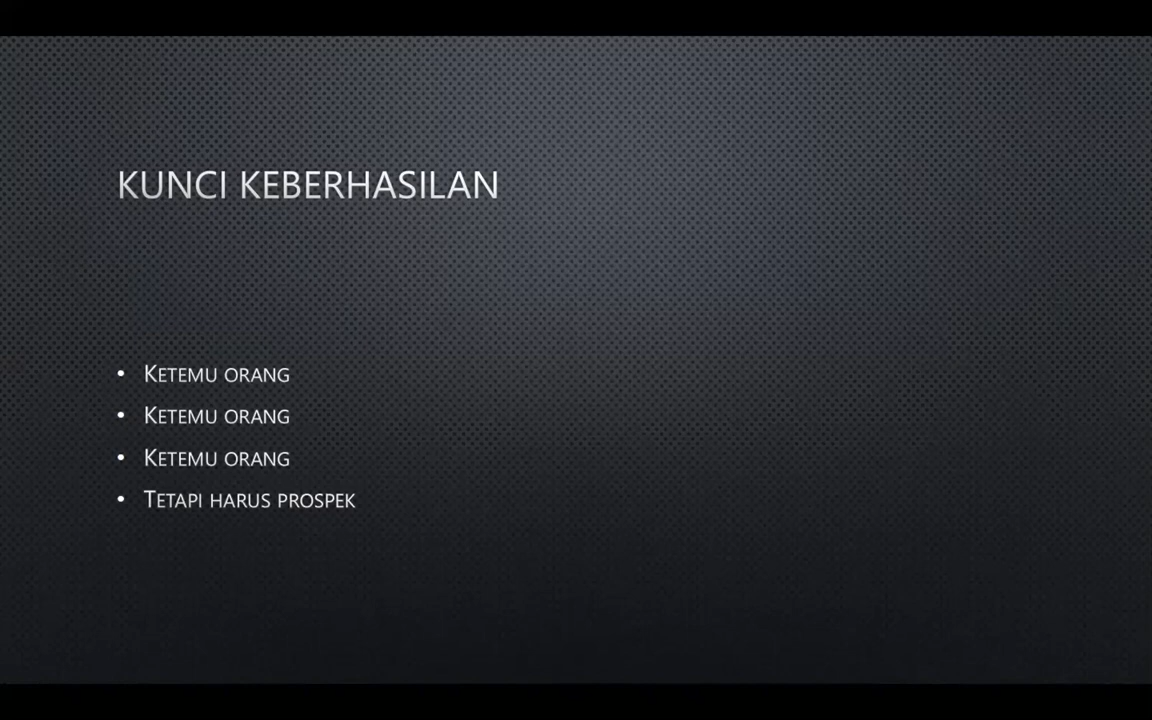 KUNCI KEBERHASILAN
• KETEMU ORANG
• KETEMU ORANG
• KETEMU ORANG
• TETAPI HARUS PROSPEK